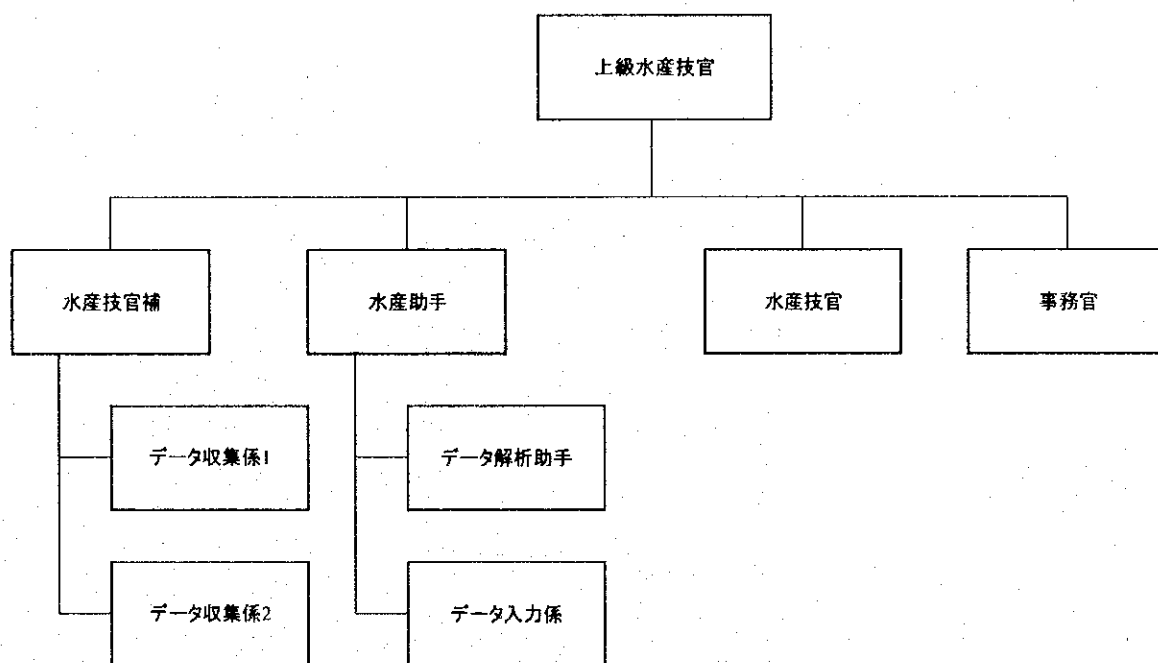 上級水産技官
水産技官補
水産助手
水産技官
事務官
データ収集係1
データ解析助手
データ収集係2
データ入力係